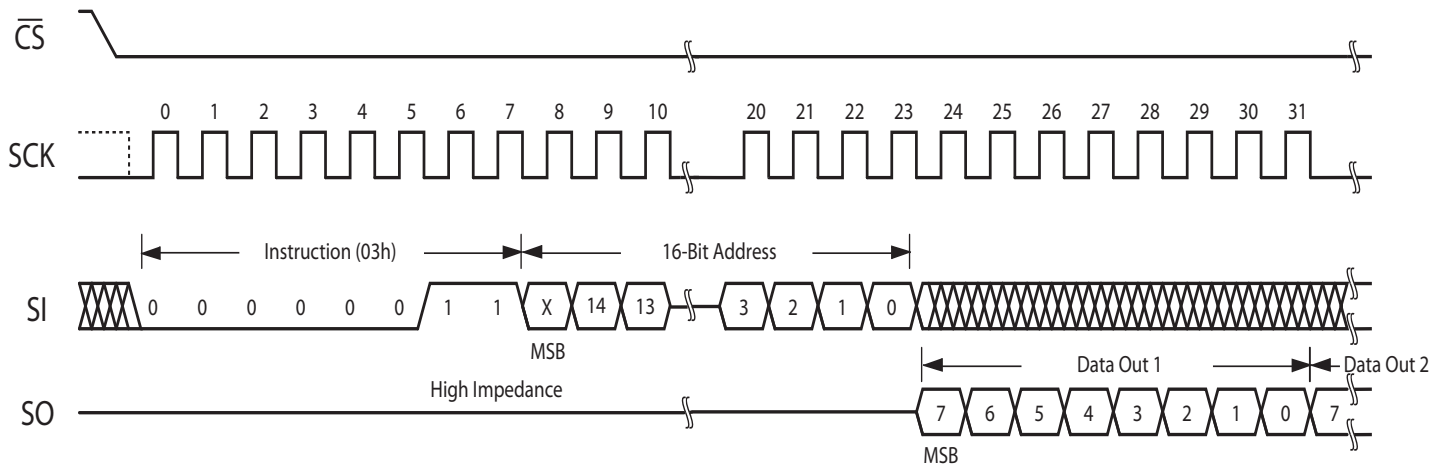 CS
0 1 2 3 4 5 6 7 8 9 10 20 21 22 23 24 25 26 27 28 29 30 31
SCK
Instruction (03h) 16-Bit Address
SI 0 0 0 0 0 0 1 1 X 14 13 3 2 1 0
MSB
Data Out 1 Data Out 2
High Impedance
SO 7 6 5 4 3 2 1 0 7
MSB